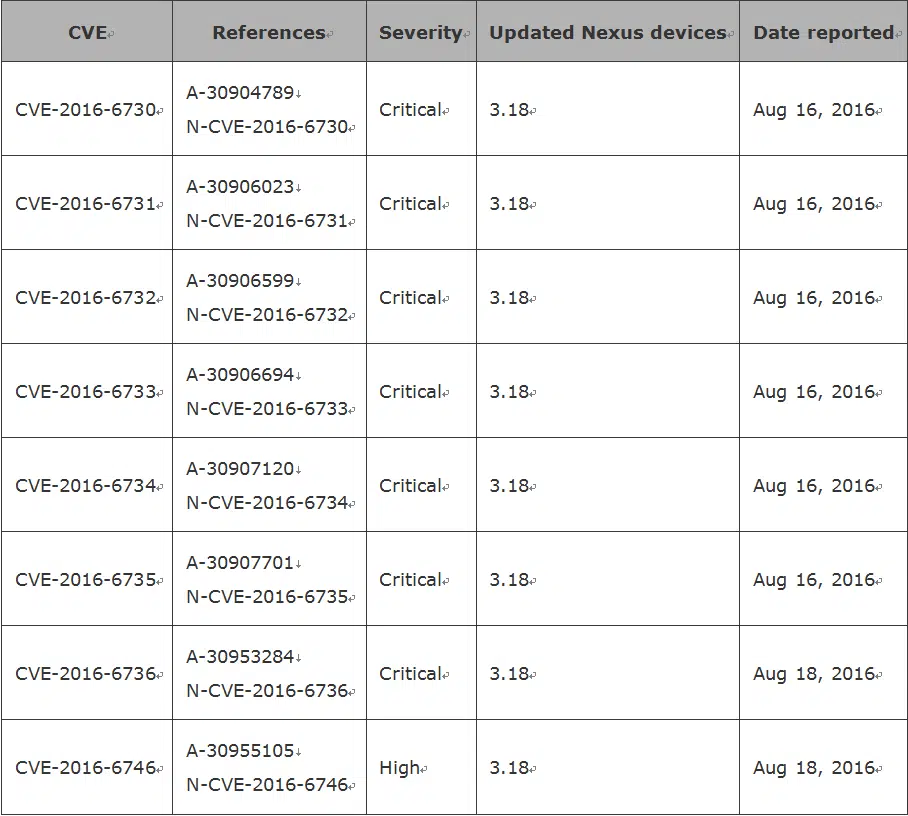 CVE References Severity Updated Nexus devices Date reported
CVE-2016-6730 A-30904789 Critical 3.18 Aug 16, 2016
N-CVE-2016-6730
CVE-2016-6731 A-30906023 Critical 3.18 Aug 16, 2016
N-CVE-2016-6731
CVE-2016-6732 A-30906599 Critical 3.18 Aug 16, 2016
N-CVE-2016-6732
CVE-2016-6733 A-30906694 Critical 3.18 Aug 16, 2016
N-CVE-2016-6733
CVE-2016-6734 A-30907120 Critical 3.18 Aug 16, 2016
N-CVE-2016-6734
CVE-2016-6735 A-30907701 Critical 3.18 Aug 16, 2016
N-CVE-2016-6735
CVE-2016-6736 A-30953284 Critical 3.18 Aug 18, 2016
N-CVE-2016-6736
CVE-2016-6746 A-30955105 High 3.18 Aug 18, 2016
N-CVE-2016-6746